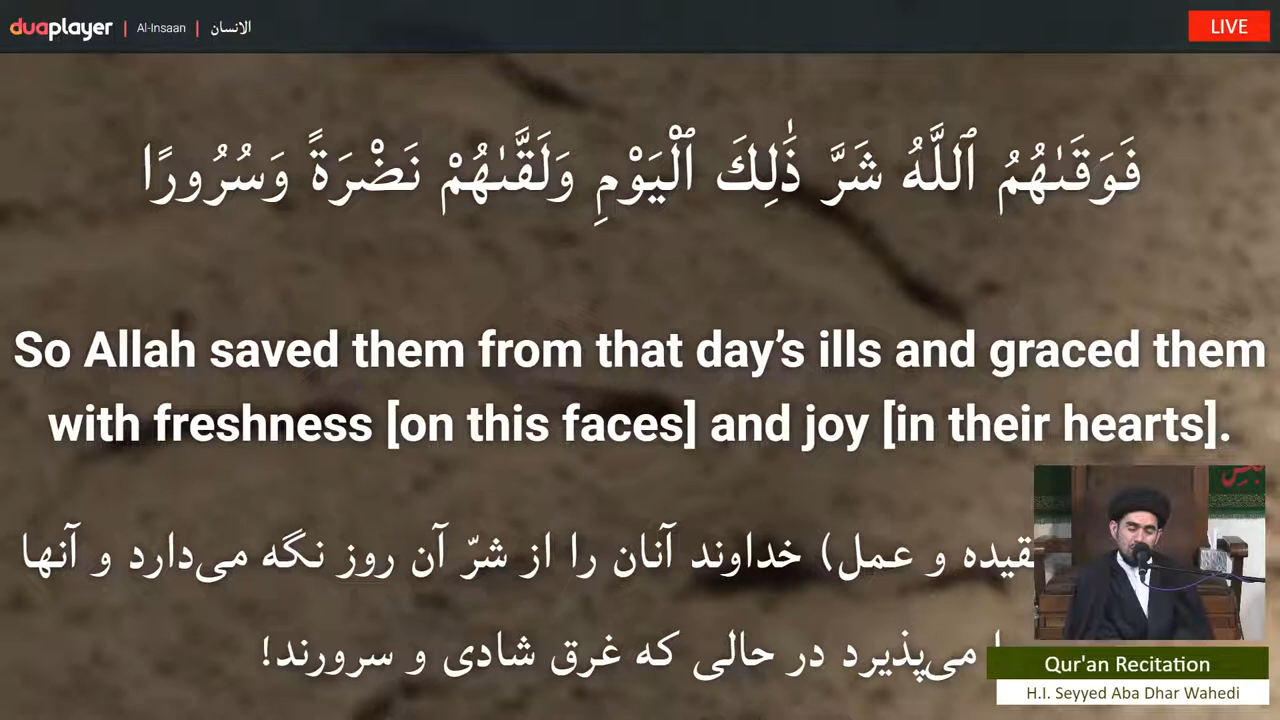 duaplayer | Al-Insaan | الانسان
LIVE
فَوَقَىٰهُمُ ٱللَّهُ شَرَّ ذَٰلِكَ ٱلْيَوْمِ وَلَقَّىٰهُمْ نَضْرَةً وَسُرُورًا
So Allah saved them from that day’s ills and graced them
with freshness [on this faces] and joy [in their hearts].
و عمل) خداوند آنان را از شرّ آن روز نگه می‌دارد و آنها
می‌پذیرد در حالی که غرق شادی و سرورند!
Qur'an Recitation
H.I. Seyyed Aba Dhar Wahedi